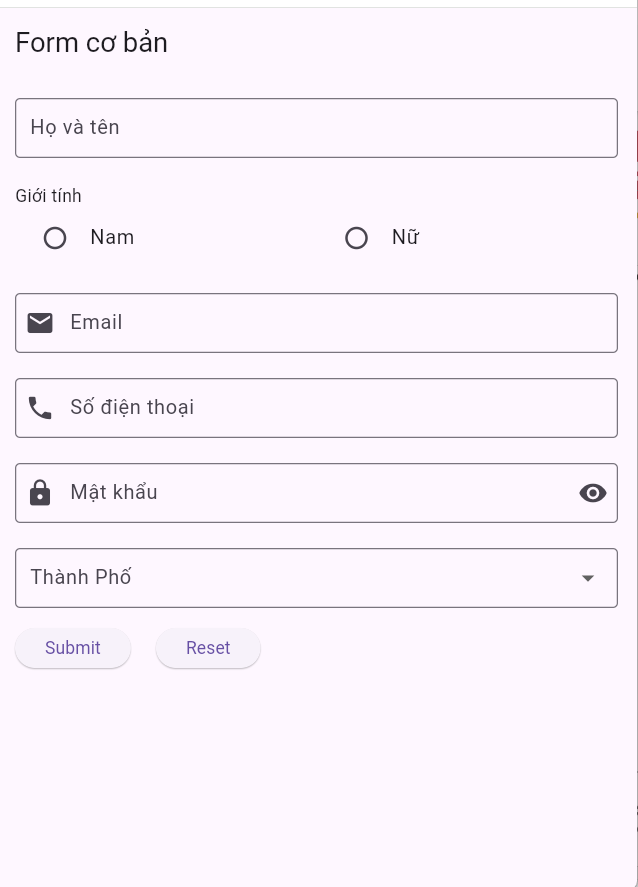 Form cơ bản
Họ và tên
Giới tính
Nam Nữ
Email
Số điện thoại
Mật khẩu
Thành Phố
Submit Reset